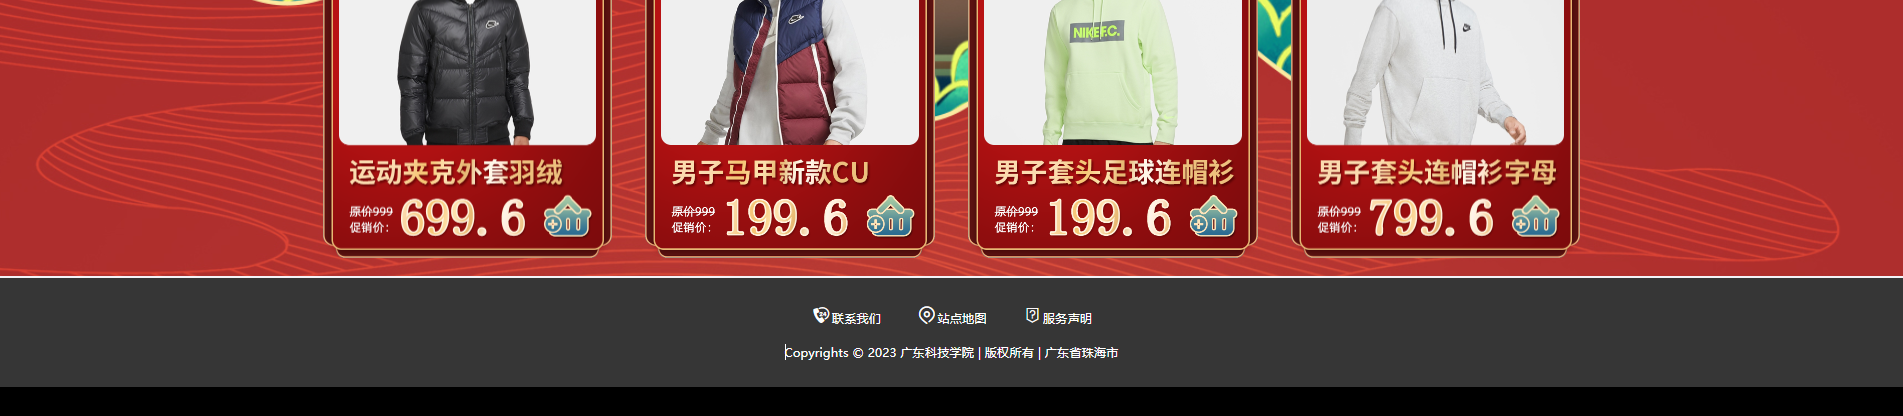 NIKE F.C.
运动夹克外套羽绒
原价999
促销价：
699.6
男子马甲新款CU
原价999
促销价：
199.6
男子套头足球连帽衫
原价999
促销价：
199.6
男子套头连帽衫字母
原价999
促销价：
799.6
24
联系我们 站点地图 服务声明
Copyrights © 2023 广东科技学院 | 版权所有 | 广东省珠海市